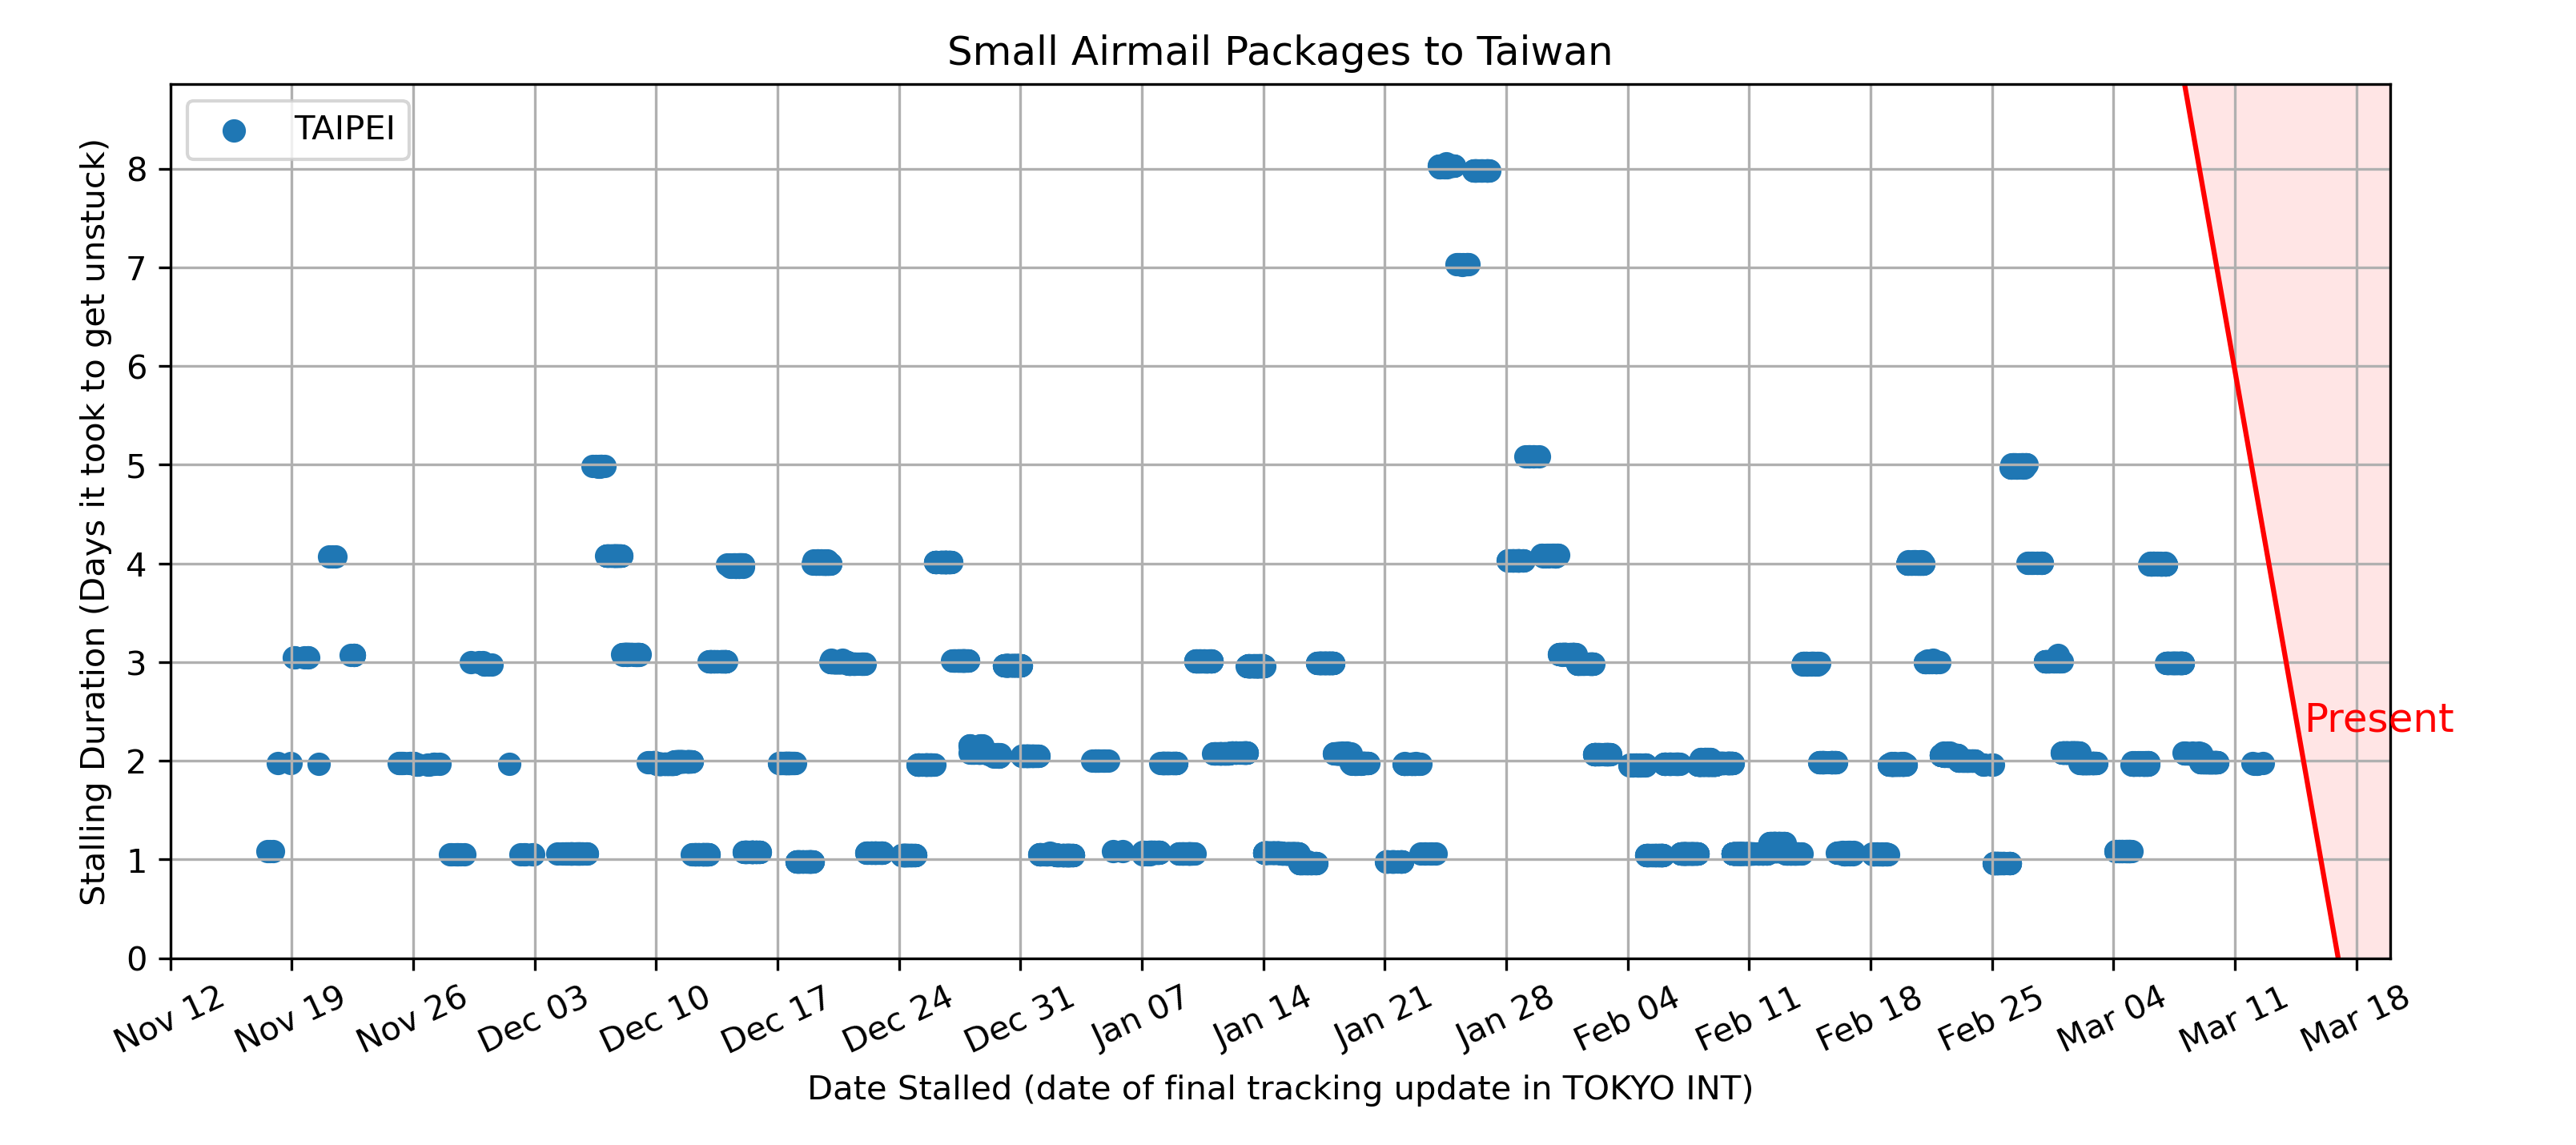 Small Airmail Packages to Taiwan
TAIPEI
Stalling Duration (Days it took to get unstuck)
8
7
6
5
4
3
2
1
0
Present
Nov 12
Nov 19
Nov 26
Dec 03
Dec 10
Dec 17
Dec 24
Dec 31
Jan 07
Jan 14
Jan 21
Jan 28
Feb 04
Feb 11
Feb 18
Feb 25
Mar 04
Mar 11
Mar 18
Date Stalled (date of final tracking update in TOKYO INT)